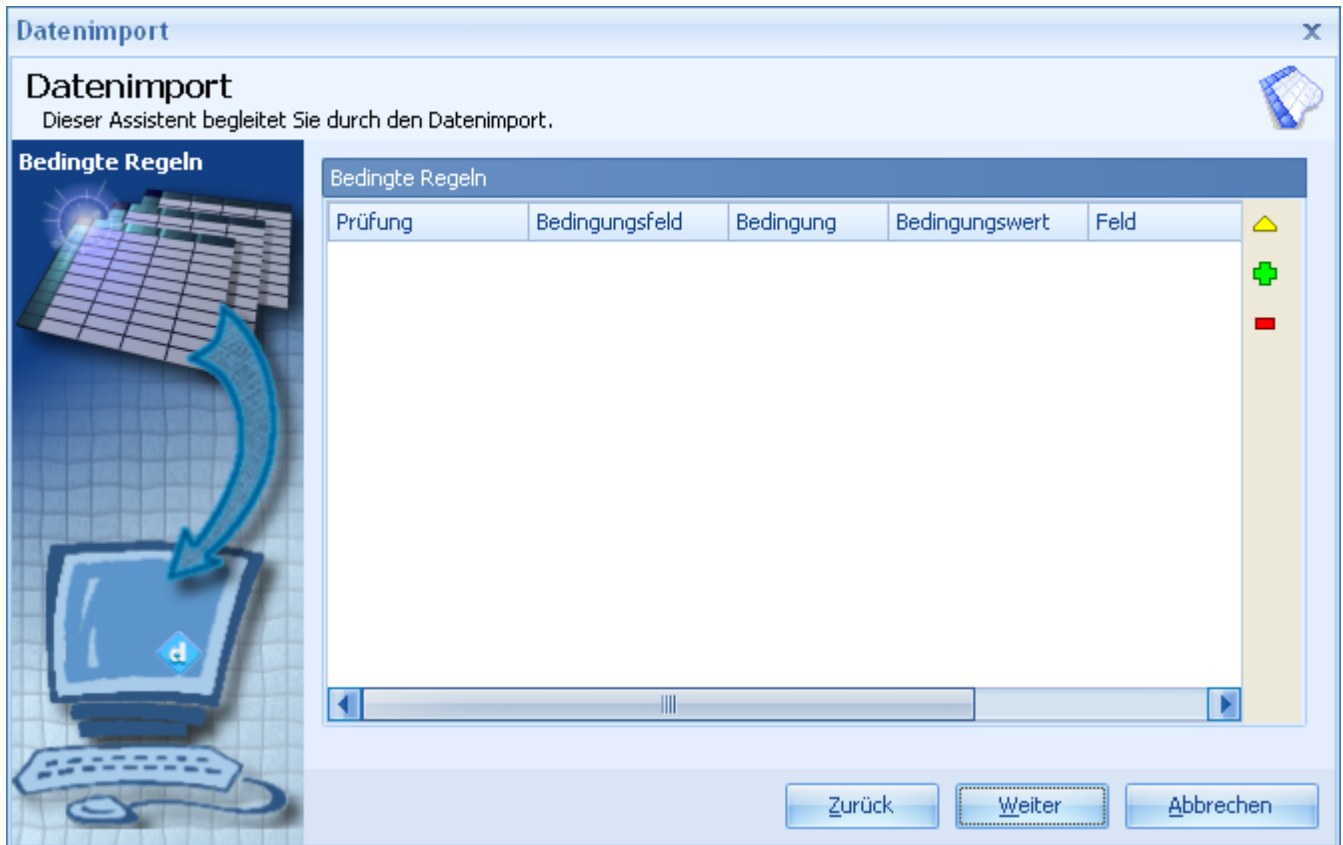 Datenimport
Datenimport
Dieser Assistent begleitet Sie durch den Datenimport.
Bedingte Regeln
Bedingte Regeln
Prüfung Bedingungsfeld Bedingung Bedingungswert Feld
d
Zurück Weiter Abbrechen